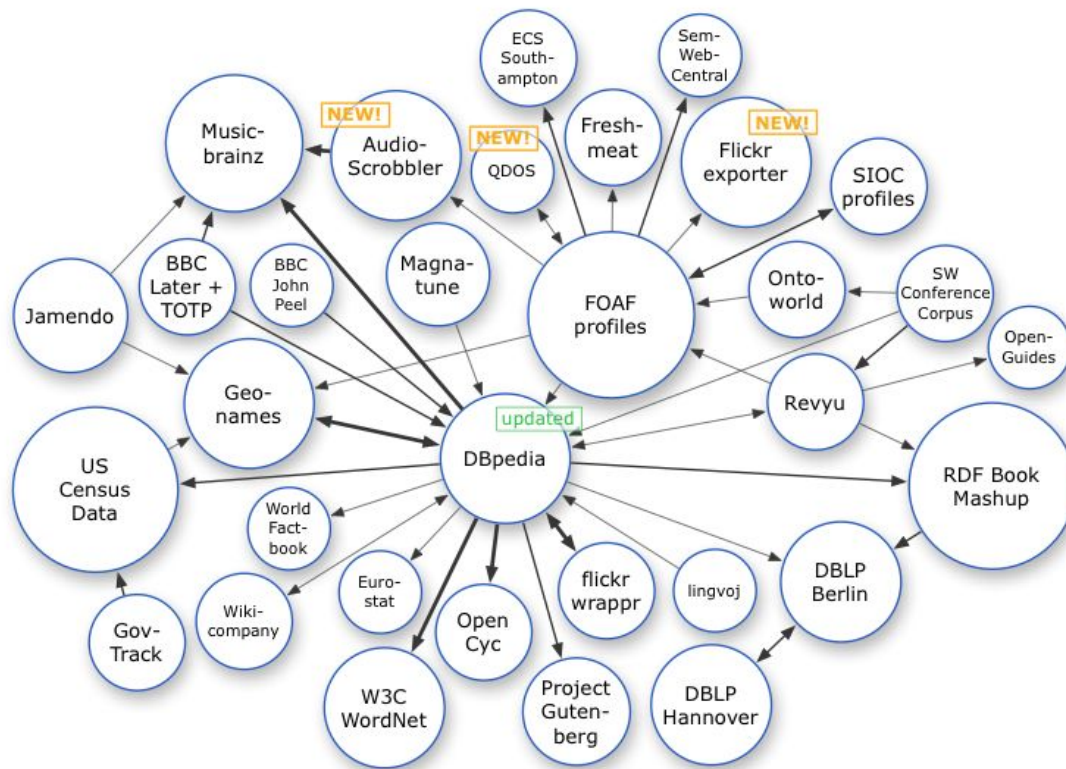 ECS
South-
ampton
Sem-
Web-
Central
NEW!
Music-
brainz
Audio-
Scrobbler
NEW!
QDOS
Fresh-
meat
NEW!
Flickr
exporter
SIOC
profiles
Jamendo
BBC
Later +
TOTP
BBC
John
Peel
Magna-
tune
FOAF
profiles
Onto-
world
SW
Conference
Corpus
Open-
Guides
Geo-
names
updated
DBpedia
Revyu
US
Census
Data
RDF Book
Mashup
World
Fact-
book
Euro-
stat
flickr
wrappr
lingvoj
DBLP
Berlin
Wiki-
company
Gov-
Track
Open
Cyc
W3C
WordNet
Project
Guten-
berg
DBLP
Hannover